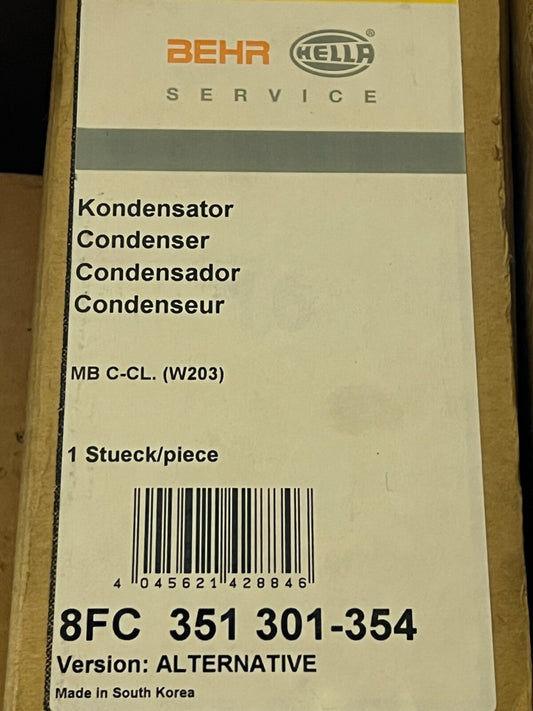 BEHR HELLA®
SERVICE
Kondensator
Condenser
Condensador
Condenseur
MB C-CL. (W203)
1 Stueck/piece
4 045621 428846
8FC 351 301-354
Version: ALTERNATIVE
Made in South Korea